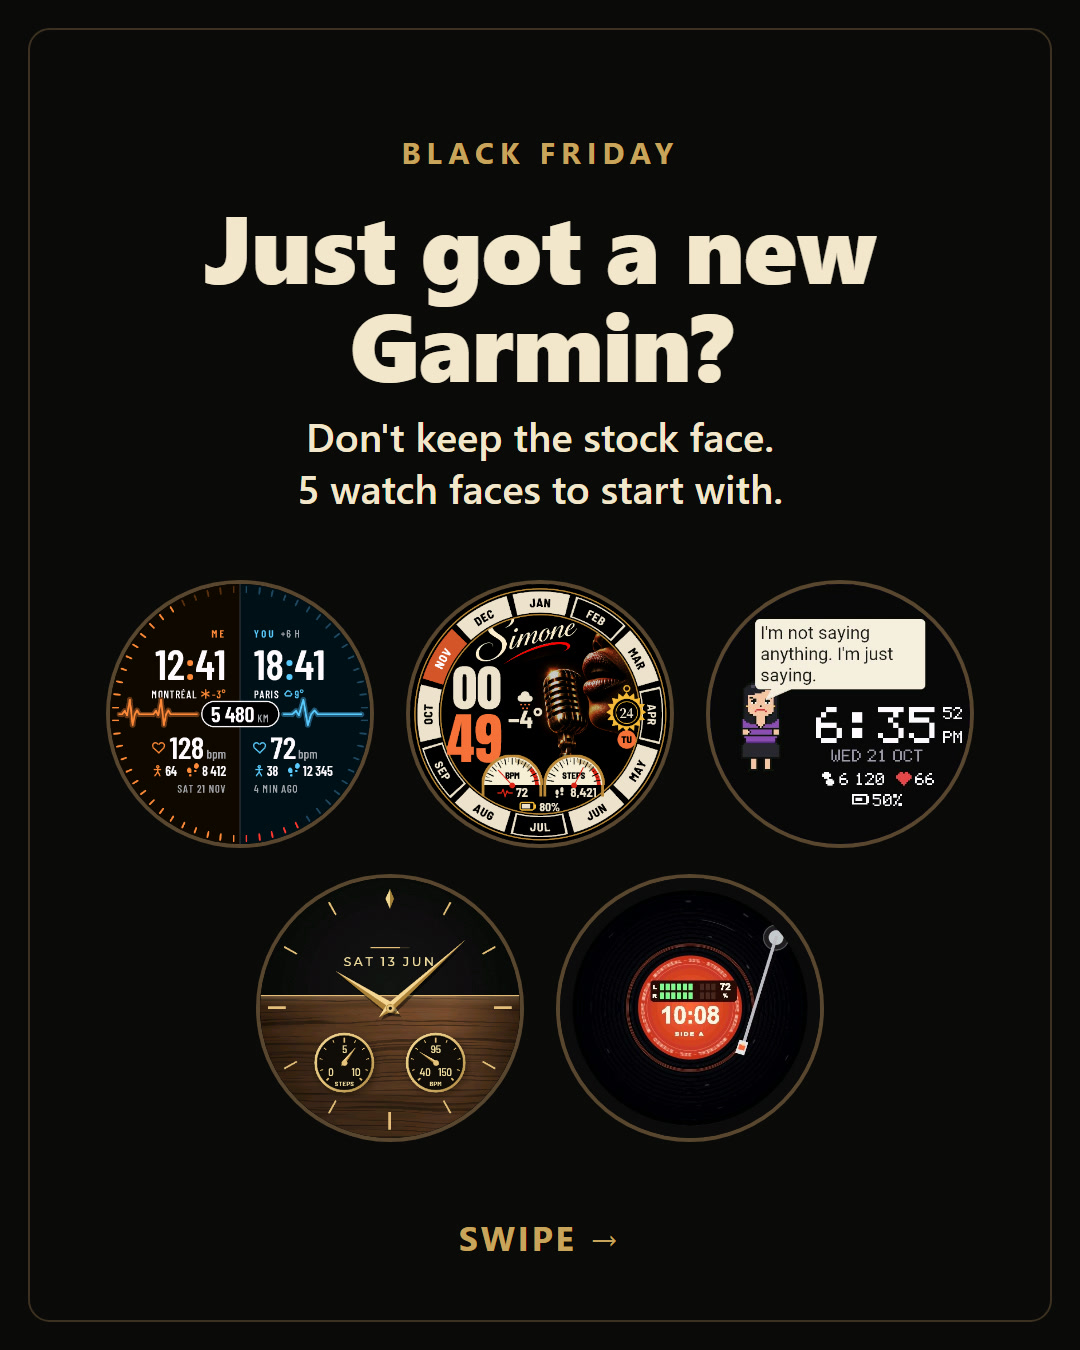 BLACK FRIDAY
Just got a new
Garmin?
Don't keep the stock face.
5 watch faces to start with.
ME
12:41
MONTRÉAL -3°
YOU +6 H
18:41
PARIS 9°
5 480 KM
128 bpm
64 8 412
SAT 21 NOV
72 bpm
38 12 345
4 MIN AGO
JAN
FEB
MAR
APR
MAY
JUN
JUL
AUG
SEP
OCT
NOV
DEC
Simone
00
49
-4°
24
TU
BPM
72
STEPS
8,421
80%
I'm not saying
anything. I'm just
saying.
6:35 52
PM
WED 21 OCT
6 120 66
50%
SAT 13 JUN
5
0 10
STEPS
95
40 150
BPM
L
R
72
%
10:08
SIDE A
SWIPE →